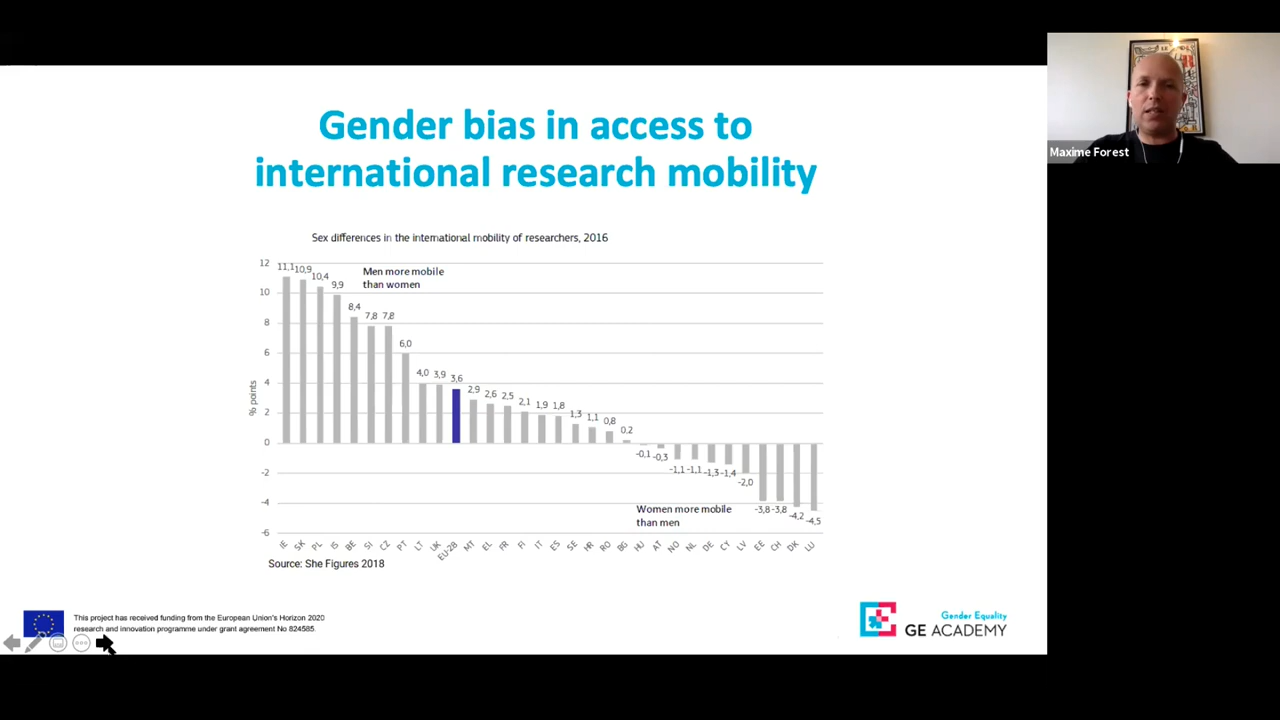 Gender bias in access to
international research mobility
Maxime Forest
Sex differences in the international mobility of researchers, 2016
Men more mobile
than women
12
10
8
6
4
2
0
-2
-4
-6
% points
11,1
10,9
10,4
9,9
8,4
7,8
7,8
6,0
4,0
3,9
3,6
2,9
2,6
2,5
2,1
1,9
1,8
1,3
1,1
0,8
0,2
-0,1
-0,3
-1,1
-1,1
-1,3
-1,4
-2,0
-3,8
-3,8
-4,2
-4,5
Women more mobile
than men
IE
SK
PL
IS
BE
SI
CZ
PT
LT
UK
EU-28
MT
EL
FR
FI
IT
ES
SE
HR
RO
BG
HU
AT
NO
NL
DE
CY
LV
EE
CH
DK
LU
Source: She Figures 2018
This project has received funding from the European Union's Horizon 2020
research and innovation programme under grant agreement No 824585.
Gender Equality
GE ACADEMY